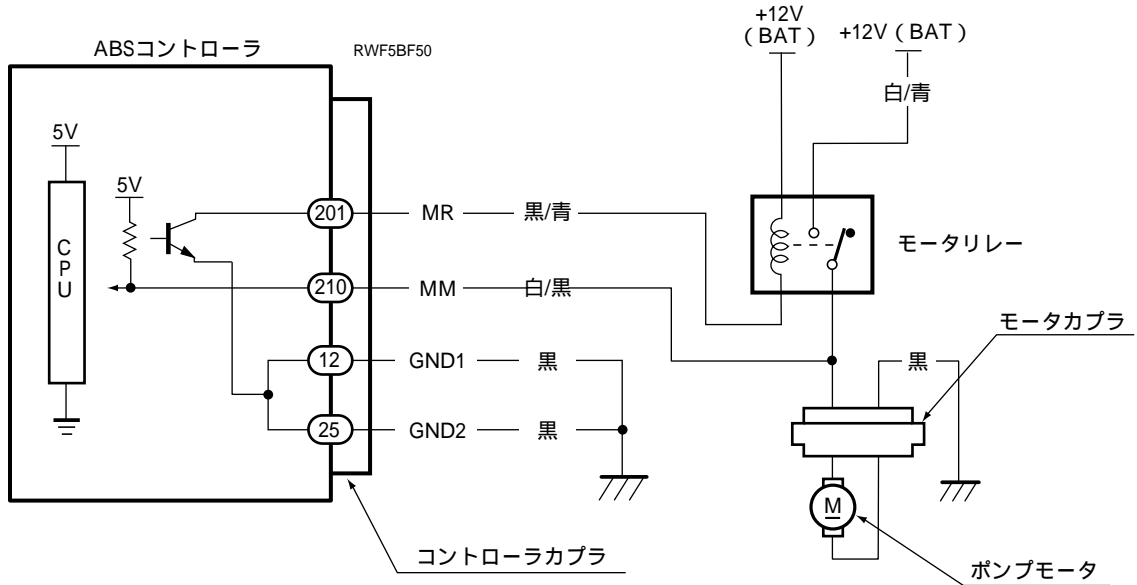 ABSコントローラ
RWF5BF50
+12V
(BAT)
+12V (BAT)
白/青
5V
5V
CPU
201
MR
黒/青
モータリレー
210
MM
白/黒
モータカプラ
12
GND1
黒
黒
25
GND2
黒
M
コントローラカプラ
ポンプモータ